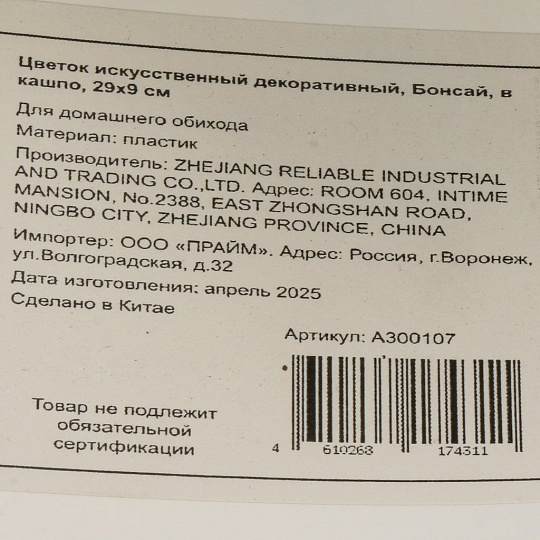 Цветок искусственный декоративный, Бонсай, в
кашпо, 29х9 см
Для домашнего обихода
Материал: пластик
Производитель: ZHEJIANG RELIABLE INDUSTRIAL
AND TRADING CO.,LTD. Адрес: ROOM 604, INTIME
MANSION, No.2388, EAST ZHONGSHAN ROAD,
NINGBO CITY, ZHEJIANG PROVINCE, CHINA
Импортер: ООО «ПРАЙМ». Адрес: Россия, г.Воронеж,
ул.Волгоградская, д.32
Дата изготовления: апрель 2025
Сделано в Китае
Артикул: А300107
Товар не подлежит
обязательной
сертификации
4 610268 174311